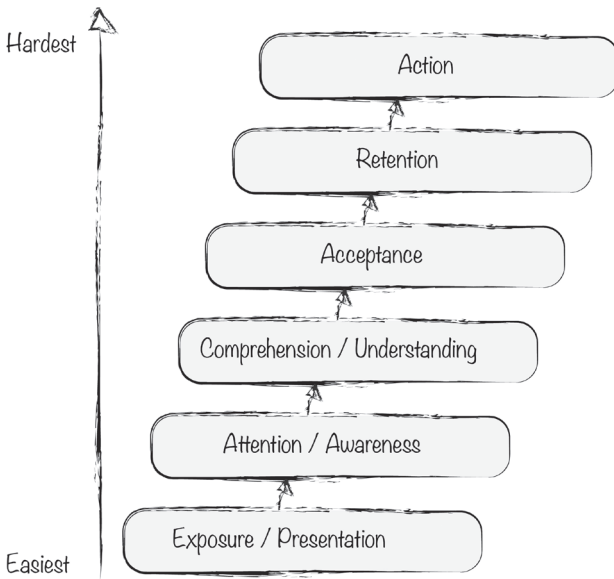 Hardest
Action
Retention
Acceptance
Comprehension / Understanding
Attention / Awareness
Exposure / Presentation
Easiest